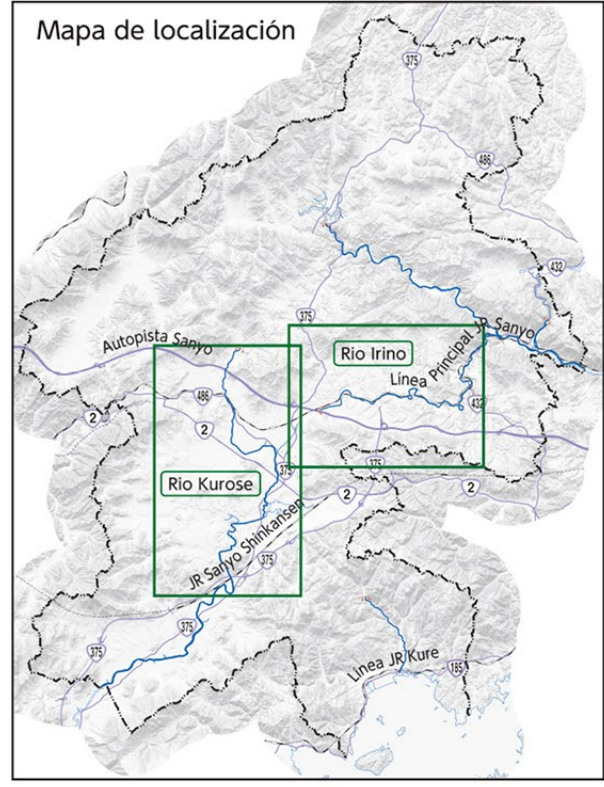 Mapa de localización
375
486
432
375
Autopista Sanyo
Línea Principal JR Sanyo
Rio Irino
486
2
2
432
375
375
Rio Kurose
2
2
JR Sanyo Shinkansen
375
375
375
Línea JR Kure
185